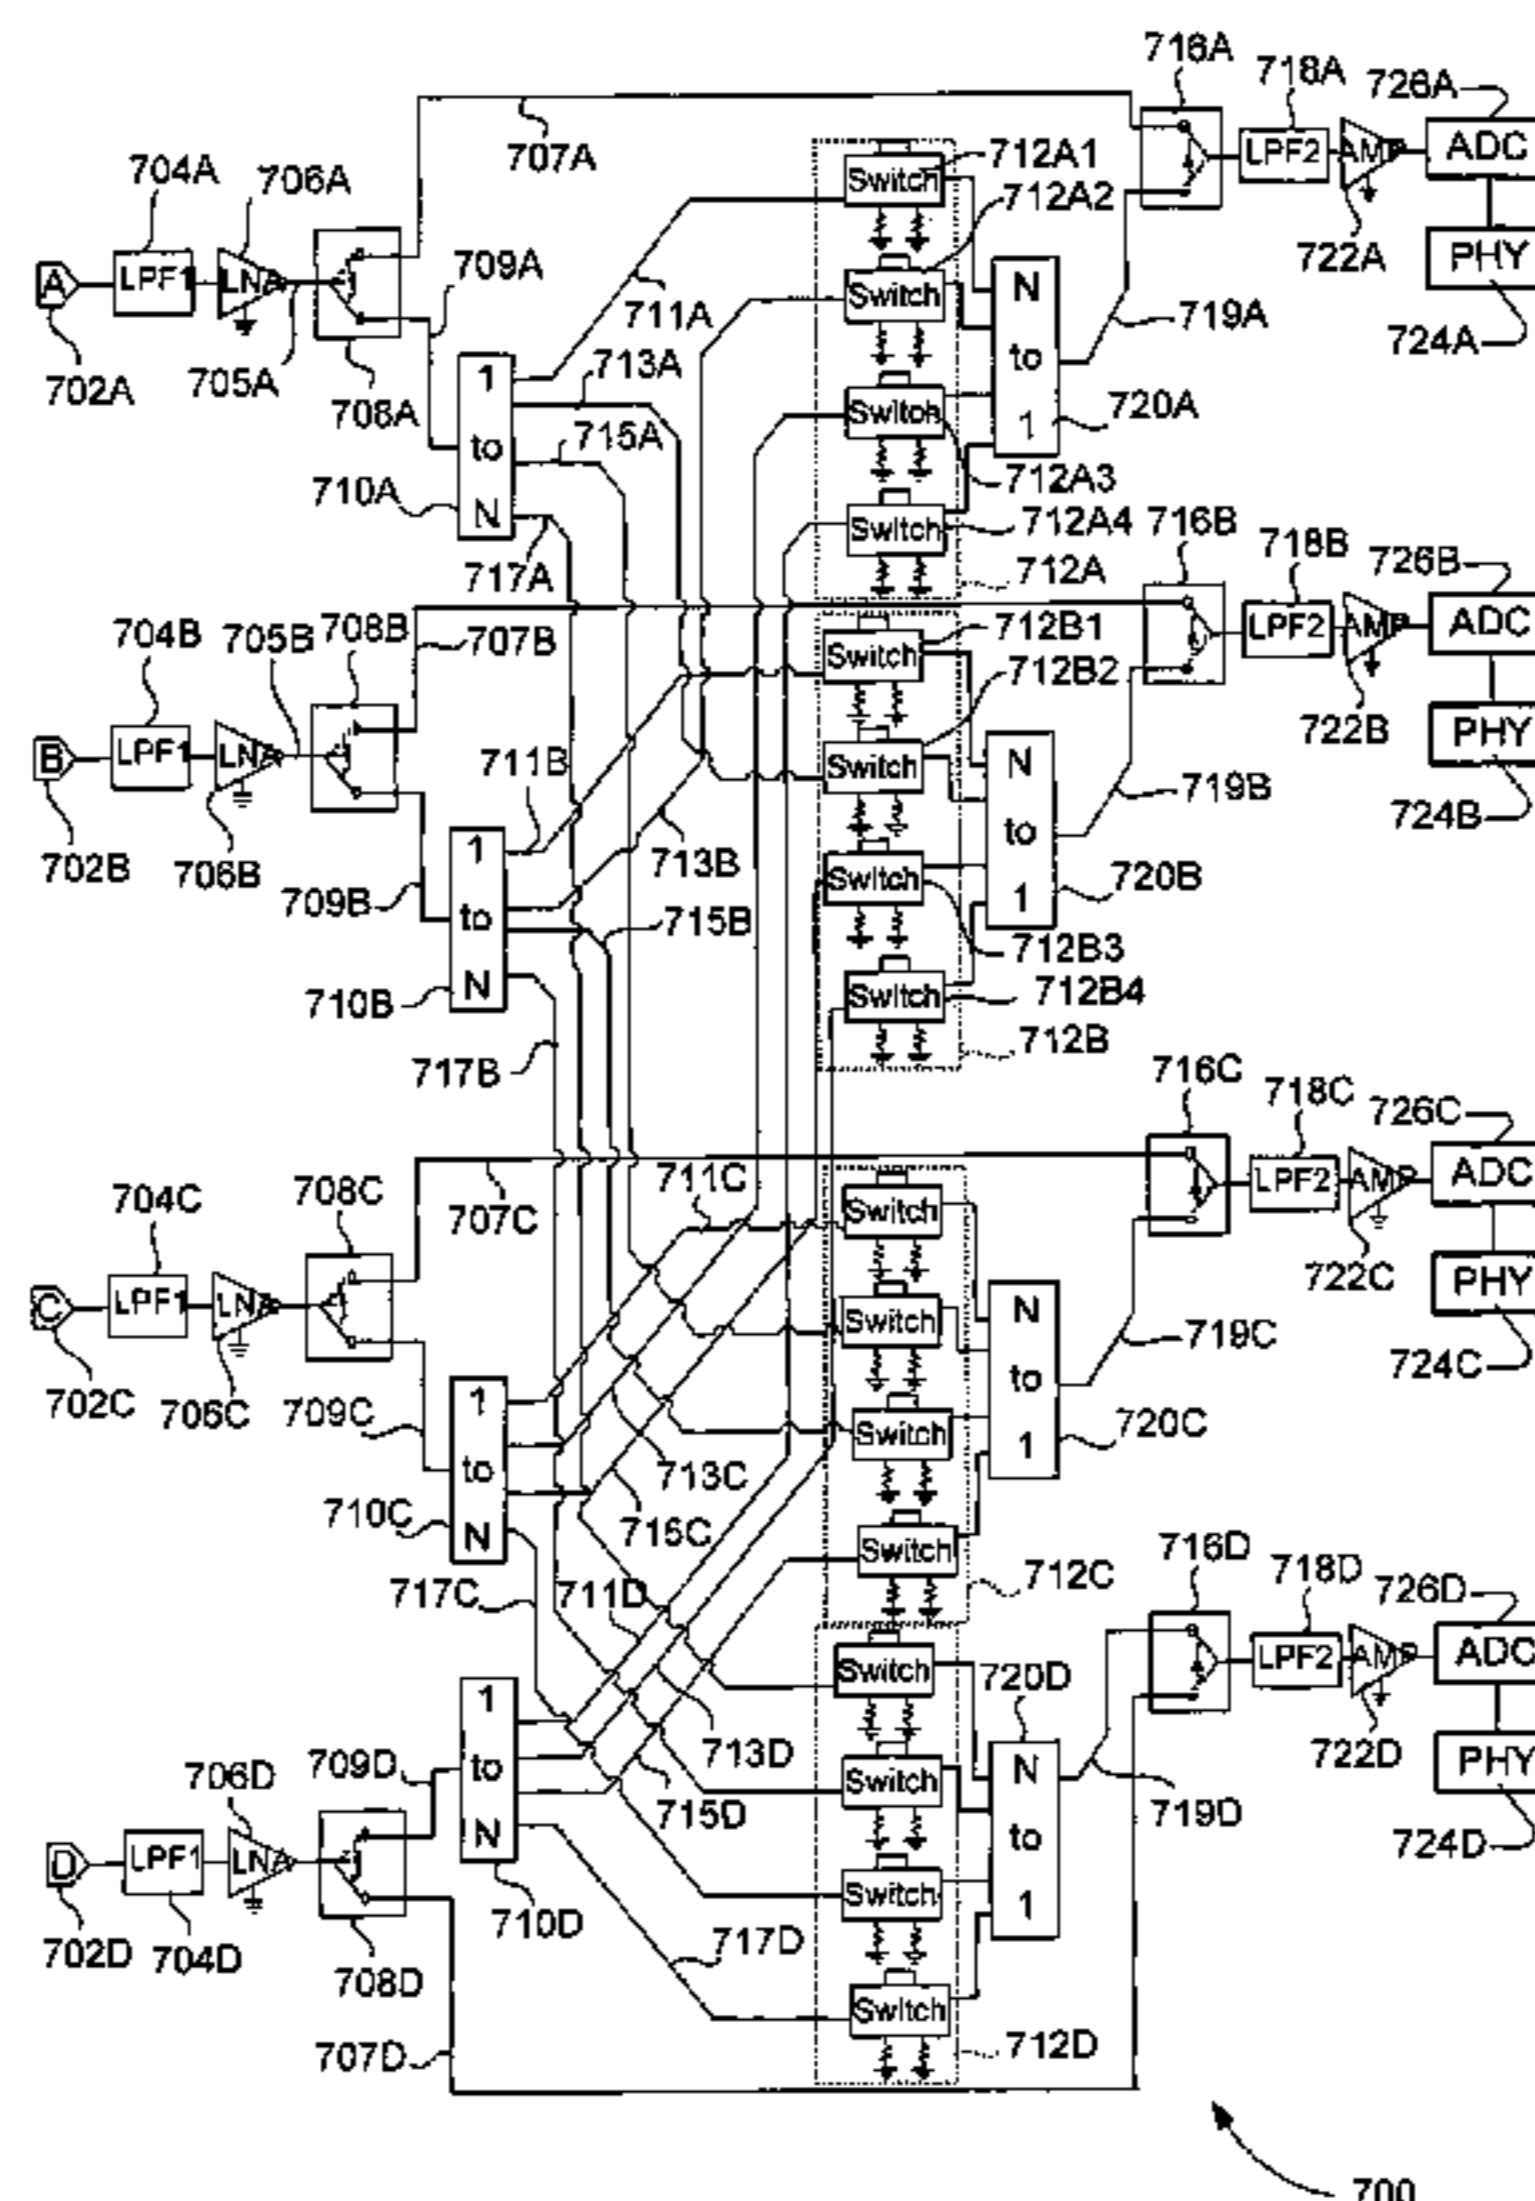 716A
718A
726A
707A
704A
706A
712A1
Switch
LPF2
AMP
ADC
712A2
A
LPF1
LNA
709A
711A
Switch
N
to
1
719A
722A
PHY
724A
702A
705A
708A
713A
1
to
N
715A
Switch
720A
710A
712A3
Switch
712A4
716B
718B
726B
717A
712A
704B
705B
708B
707B
712B1
Switch
LPF2
AMP
ADC
712B2
B
LPF1
LNA
711B
Switch
N
to
1
719B
722B
PHY
724B
702B
706B
709B
1
to
N
713B
Switch
720B
715B
712B3
710B
Switch
712B4
712B
717B
716C
718C
726C
704C
708C
707C
711C
Switch
LPF2
AMP
ADC
C
LPF1
LNA
Switch
N
to
1
719C
722C
PHY
724C
702C
706C
709C
1
to
N
Switch
720C
713C
710C
715C
Switch
717C
711D
712C
716D
718D
726D
Switch
720D
LPF2
AMP
ADC
706D
709D
1
to
N
713D
Switch
N
to
1
719D
722D
PHY
724D
715D
D
LPF1
LNA
Switch
702D
704D
708D
710D
717D
Switch
707D
712D
700